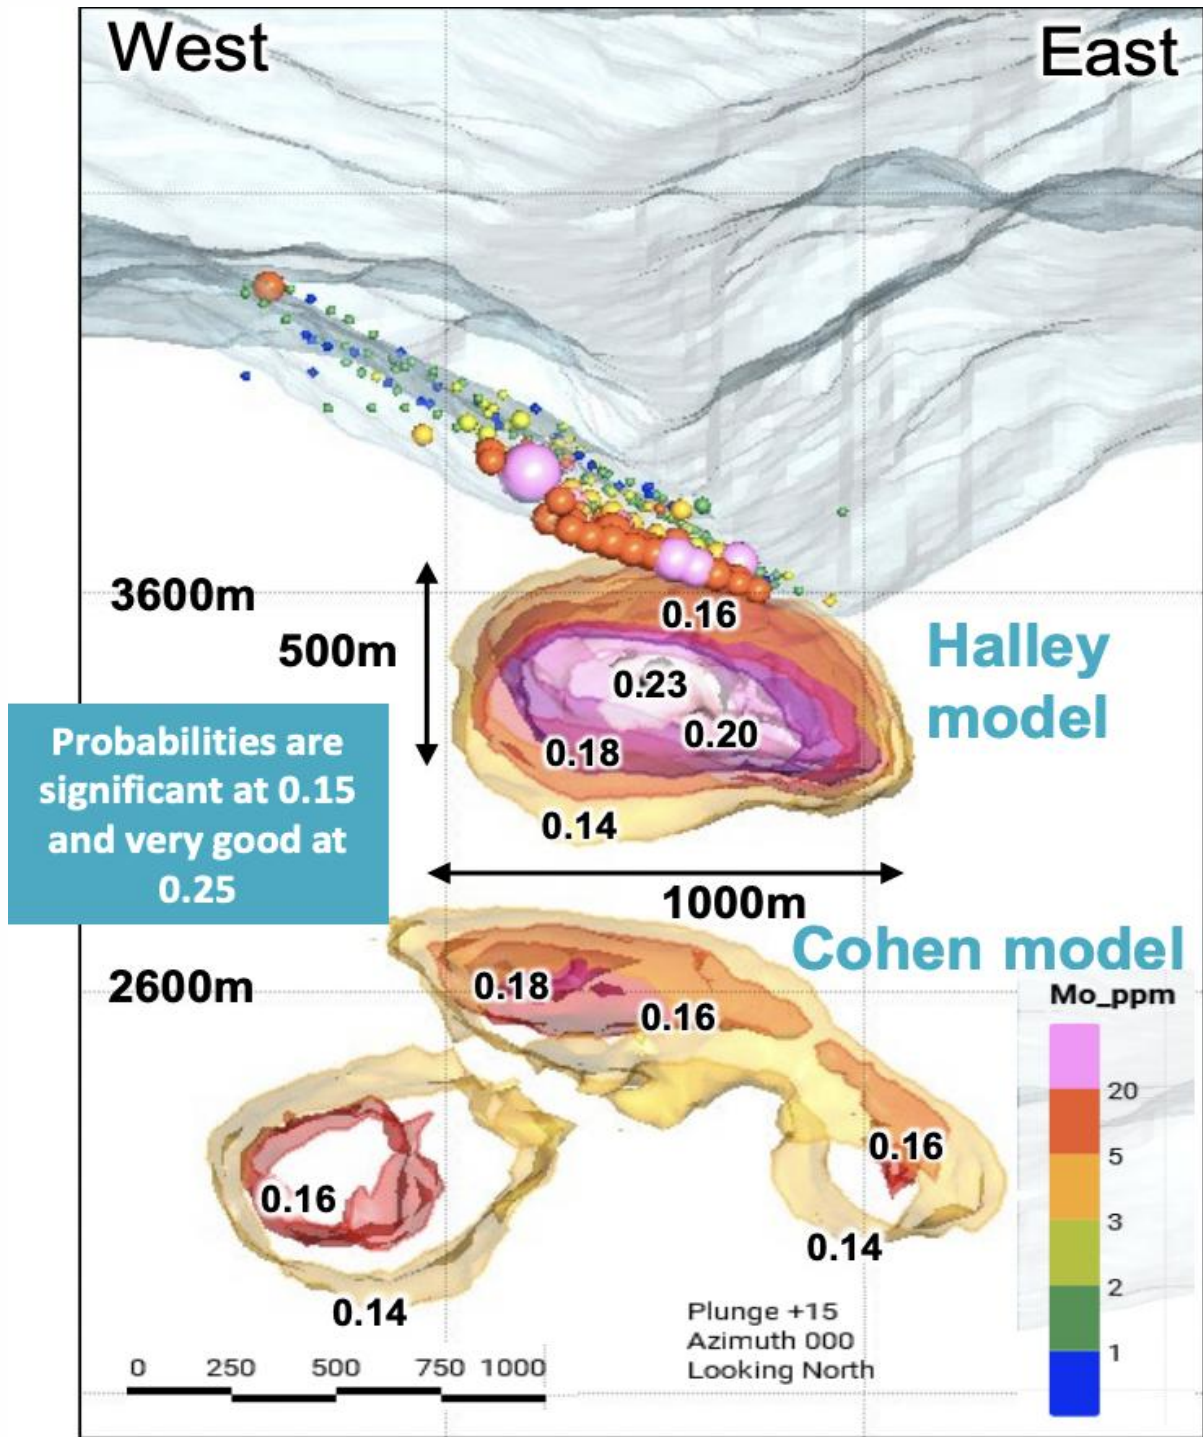 West
East
3600m
500m
0.16
Halley
model
0.23
0.20
0.18
0.14
Probabilities are
significant at 0.15
and very good at
0.25
1000m
Cohen model
2600m
0.18
0.16
Mo_ppm
20
5
3
2
1
0.16
0.16
0.14
0.14
Plunge +15
Azimuth 000
Looking North
0 250 500 750 1000